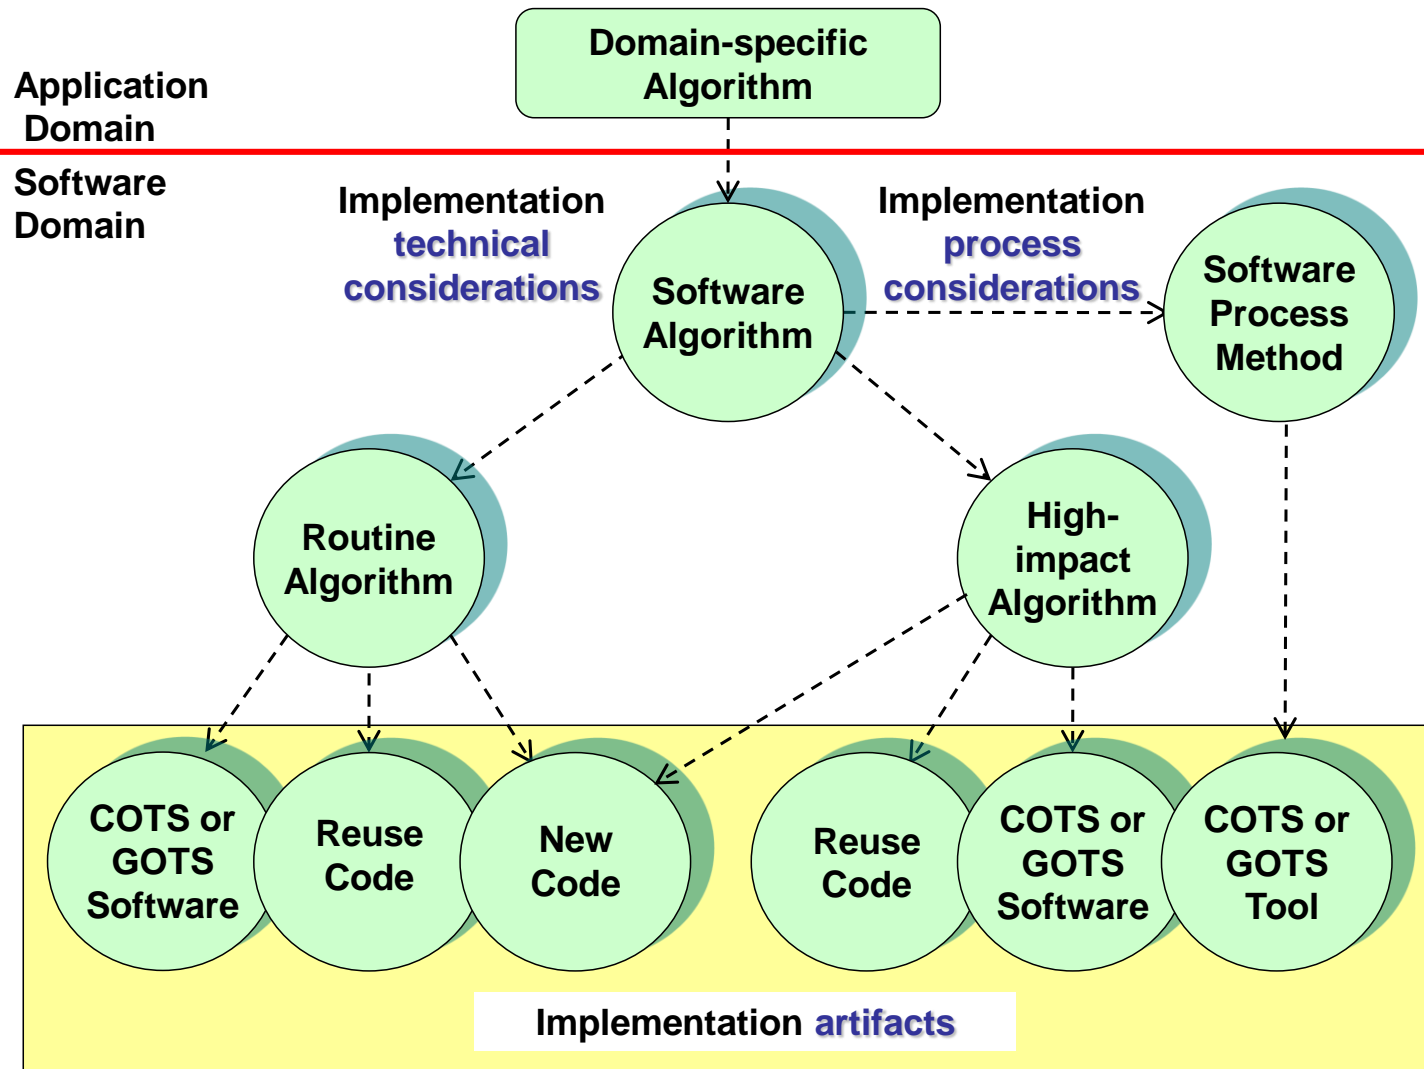 Domain-specific
Algorithm
Application
Domain
Software
Domain
Implementation
technical
considerations
Implementation
process
considerations
Software
Algorithm
Software
Process
Method
Routine
Algorithm
High-
impact
Algorithm
COTS or
GOTS
Software
Reuse
Code
New
Code
Reuse
Code
COTS or
GOTS
Software
COTS or
GOTS
Tool
Implementation artifacts